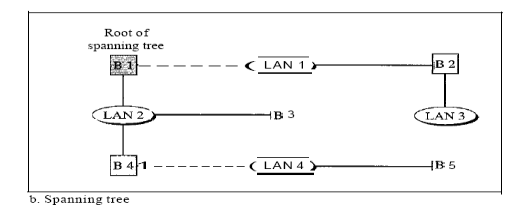 Root of
spanning tree
B 1 LAN 1 B 2
LAN 2 B 3 LAN 3
B 4 1 LAN 4 B 5
b. Spanning tree